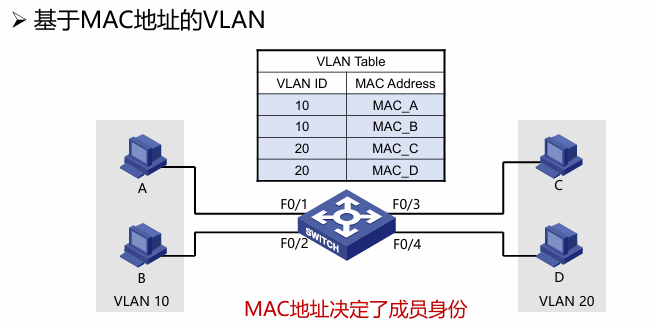 ➢ 基于MAC地址的VLAN
VLAN Table
VLAN ID MAC Address
10 MAC_A
10 MAC_B
20 MAC_C
20 MAC_D
A
C
F0/1
F0/3
SWITCH
F0/2
F0/4
B
D
VLAN 10
VLAN 20
MAC地址决定了成员身份